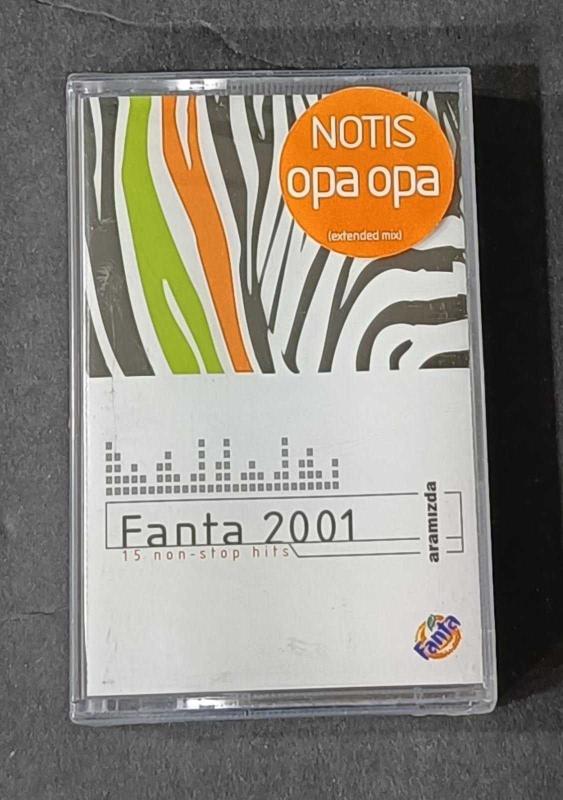 NOTIS
opa opa
(extended mix)
Fanta 2001
15 non-stop hits
aramızda
Fanta